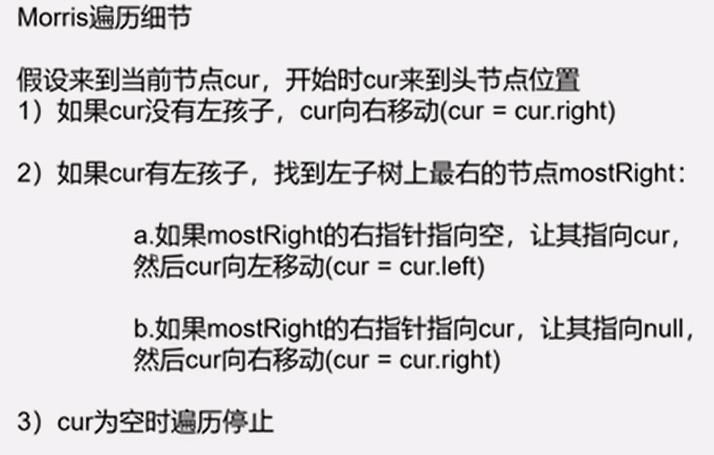 Morris遍历细节
假设来到当前节点cur，开始时cur来到头节点位置
1）如果cur没有左孩子，cur向右移动(cur = cur.right)
2）如果cur有左孩子，找到左子树上最右的节点mostRight：
a.如果mostRight的右指针指向空，让其指向cur，
然后cur向左移动(cur = cur.left)
b.如果mostRight的右指针指向cur，让其指向null，
然后cur向右移动(cur = cur.right)
3）cur为空时遍历停止